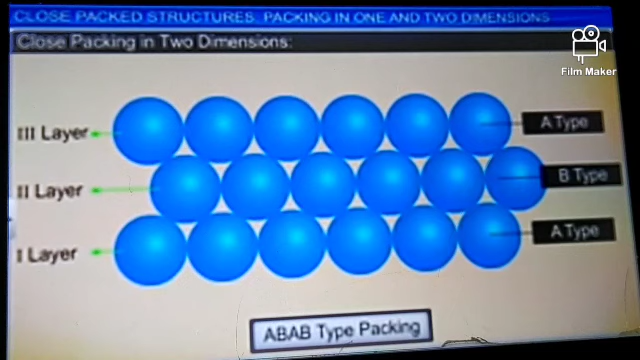 CLOSE PACKED STRUCTURES: PACKING IN ONE AND TWO DIMENSIONS
Close Packing in Two Dimensions:
Film Maker
III Layer
A Type
II Layer
B Type
I Layer
A Type
ABAB Type Packing